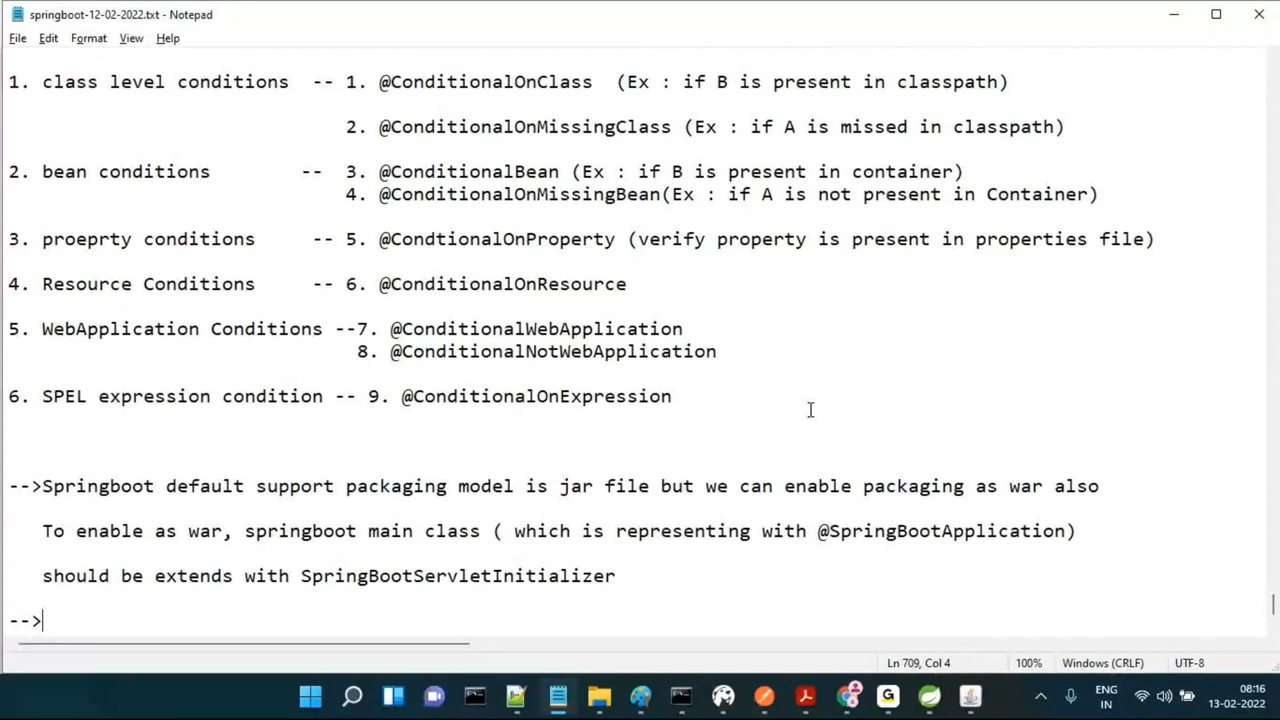 springboot-12-02-2022.txt - Notepad
File Edit Format View Help
1. class level conditions -- 1. @ConditionalOnClass (Ex : if B is present in classpath)
2. @ConditionalOnMissingClass (Ex : if A is missed in classpath)
2. bean conditions -- 3. @ConditionalBean (Ex : if B is present in container)
4. @ConditionalOnMissingBean(Ex : if A is not present in Container)
3. proeprty conditions -- 5. @CondtionalOnProperty (verify property is present in properties file)
4. Resource Conditions -- 6. @ConditionalOnResource
5. WebApplication Conditions --7. @ConditionalWebApplication
8. @ConditionalNotWebApplication
6. SPEL expression condition -- 9. @ConditionalOnExpression
-->Springboot default support packaging model is jar file but we can enable packaging as war also
To enable as war, springboot main class ( which is representing with @SpringBootApplication)
should be extends with SpringBootServletInitializer
-->
Ln 709, Col 4 100% Windows (CRLF) UTF-8
ENG 08:16
IN 13-02-2022